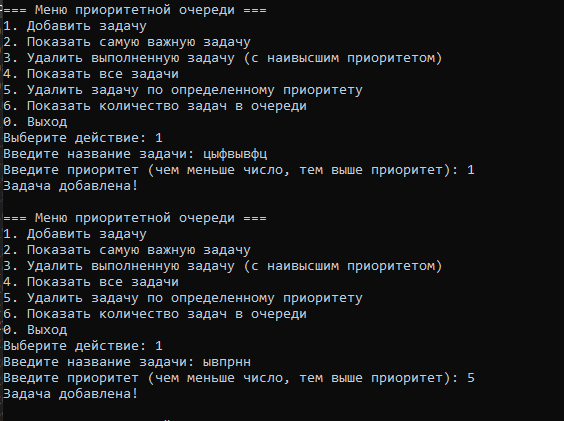 === Меню приоритетной очереди ===
1. Добавить задачу
2. Показать самую важную задачу
3. Удалить выполненную задачу (с наивысшим приоритетом)
4. Показать все задачи
5. Удалить задачу по определенному приоритету
6. Показать количество задач в очереди
0. Выход
Выберите действие: 1
Введите название задачи: цыфвывфц
Введите приоритет (чем меньше число, тем выше приоритет): 1
Задача добавлена!
=== Меню приоритетной очереди ===
1. Добавить задачу
2. Показать самую важную задачу
3. Удалить выполненную задачу (с наивысшим приоритетом)
4. Показать все задачи
5. Удалить задачу по определенному приоритету
6. Показать количество задач в очереди
0. Выход
Выберите действие: 1
Введите название задачи: ывпрнн
Введите приоритет (чем меньше число, тем выше приоритет): 5
Задача добавлена!